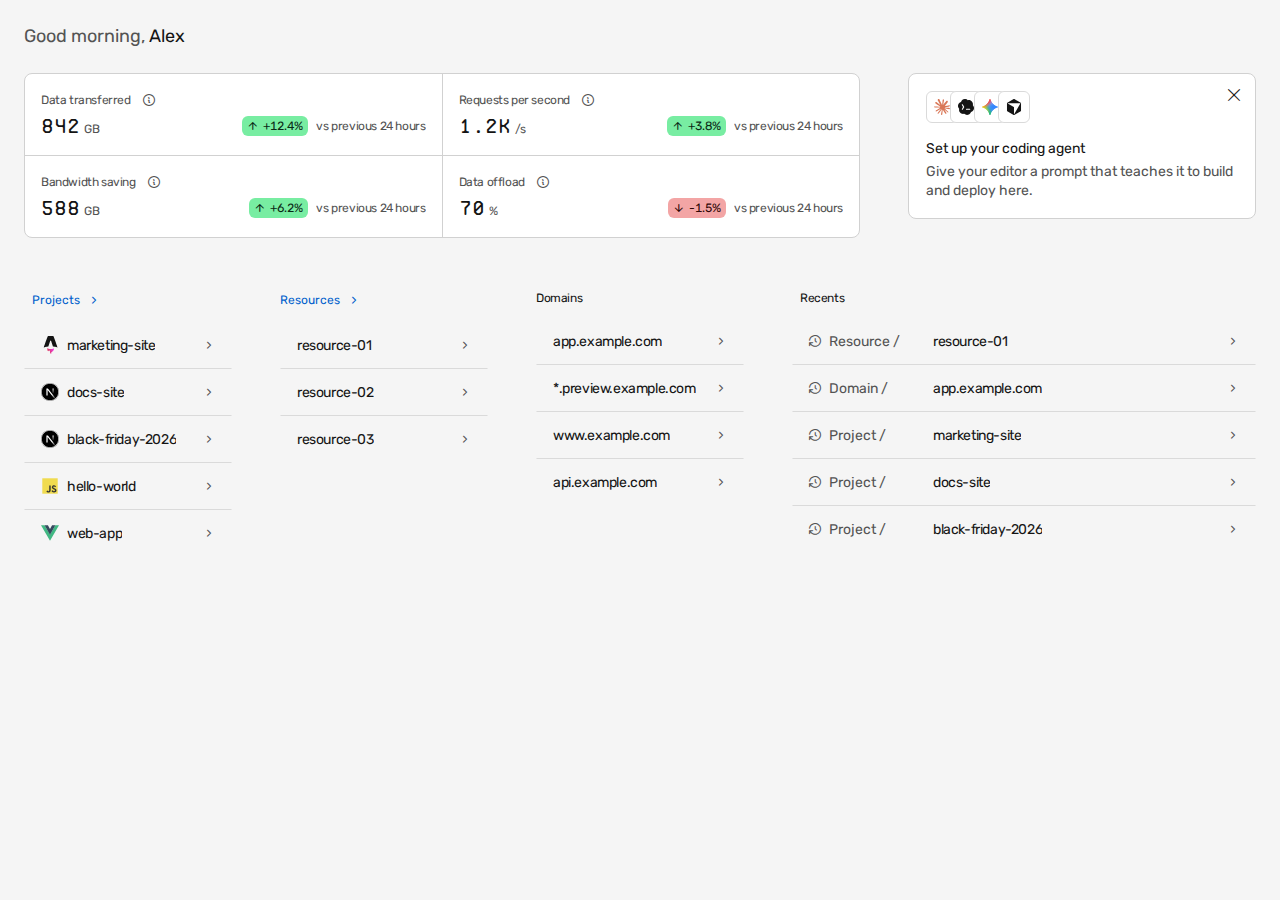 Good morning, Alex
Data transferred
842 GB
+12.4% vs previous 24 hours
Requests per second
1.2K /s
+3.8% vs previous 24 hours
Bandwidth saving
588 GB
+6.2% vs previous 24 hours
Data offload
70 %
-1.5% vs previous 24 hours
Set up your coding agent
Give your editor a prompt that teaches it to build
and deploy here.
Projects
marketing-site
docs-site
black-friday-2026
JS hello-world
web-app
Resources
resource-01
resource-02
resource-03
Domains
app.example.com
*.preview.example.com
www.example.com
api.example.com
Recents
Resource / resource-01
Domain / app.example.com
Project / marketing-site
Project / docs-site
Project / black-friday-2026